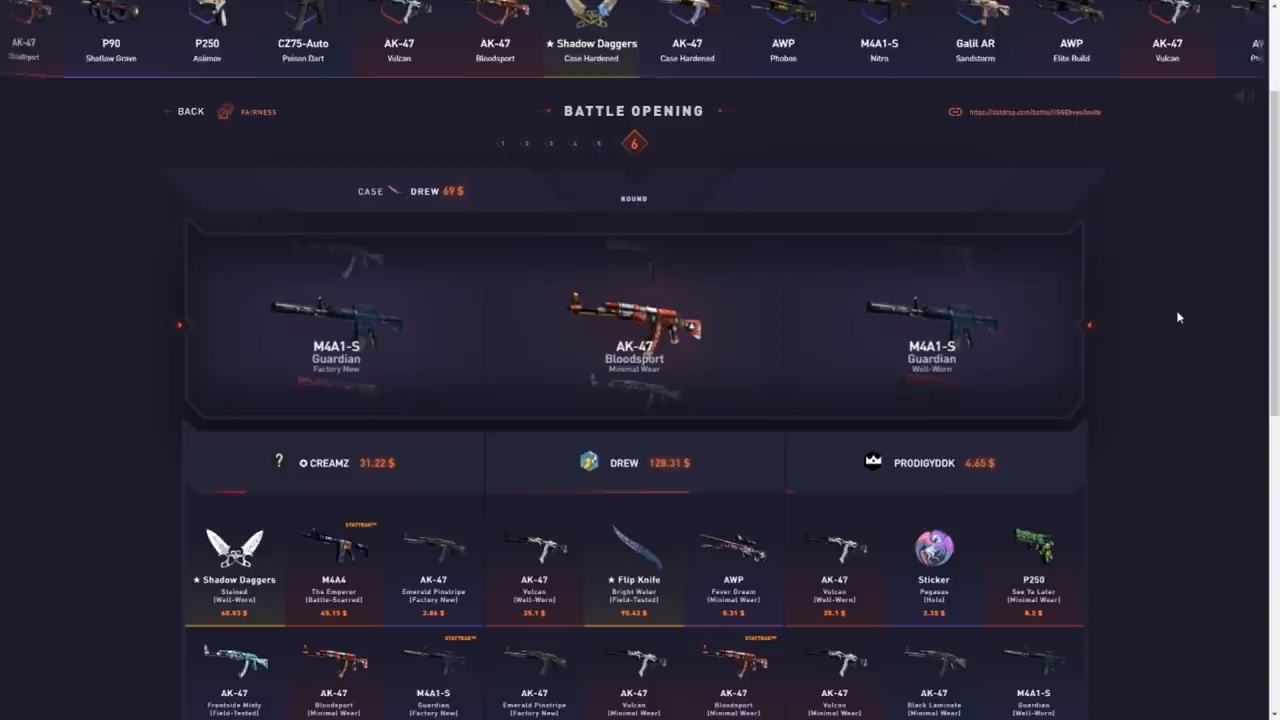 AK-47 P90 P250 CZ75-Auto AK-47 AK-47 ★ Shadow Daggers AK-47 AWP M4A1-S Galil AR AWP AK-47
Shallow Grave Asiimov Poison Dart Vulcan Bloodsport Case Hardened Case Hardened Phobos Nitro Sandstorm Elite Build Vulcan
← BACK FAIRNESS
BATTLE OPENING
1 2 3 4 5 6
CASE DREW 69 $
ROUND
M4A1-S
Guardian
Factory New
AK-47
Bloodsport
Minimal Wear
M4A1-S
Guardian
Well-Worn
? CREAMZ 31.22 $
DREW 128.31 $
PRODIGYDDK 4.65 $
STATTRAK™
★ Shadow Daggers M4A4 AK-47 AK-47 ★ Flip Knife AWP AK-47 Sticker P250
Stained The Emperor Emerald Pinstripe Vulcan Bright Water Fever Dream Vulcan Pegasus See Ya Later
(Well-Worn) (Battle-Scarred) (Factory New) (Well-Worn) (Field-Tested) (Minimal Wear) (Well-Worn) (Holo) (Minimal Wear)
STATTRAK™ STATTRAK™
AK-47 AK-47 M4A1-S AK-47 AK-47 AK-47 AK-47 AK-47 M4A1-S
Frontside Misty Bloodsport Guardian Emerald Pinstripe Vulcan Bloodsport Vulcan Black Laminate Guardian
(Field-Tested) (Minimal Wear) (Factory New) (Factory New) (Minimal Wear) (Minimal Wear) (Minimal Wear) (Minimal Wear) (Well-Worn)